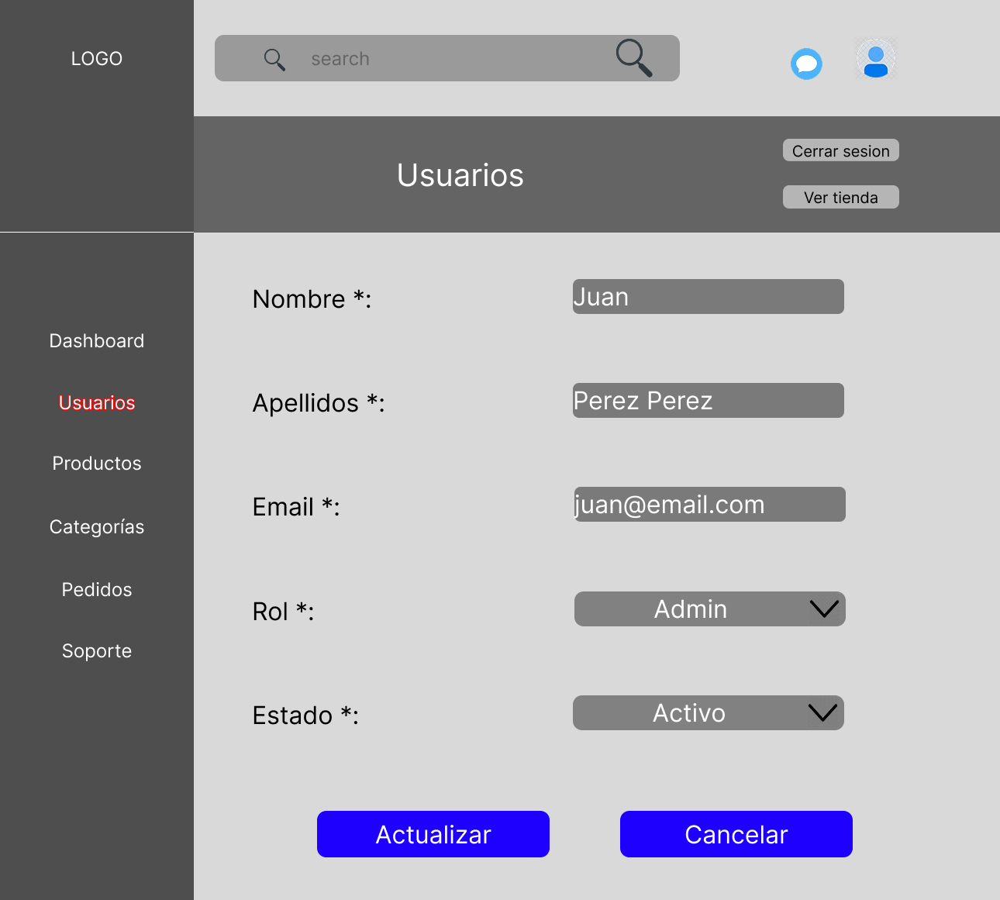 LOGO
search
Usuarios
Cerrar sesion
Ver tienda
Dashboard
Usuarios
Productos
Categorías
Pedidos
Soporte
Nombre *:
Juan
Apellidos *:
Perez Perez
Email *:
juan@email.com
Rol *:
Admin
Estado *:
Activo
Actualizar
Cancelar